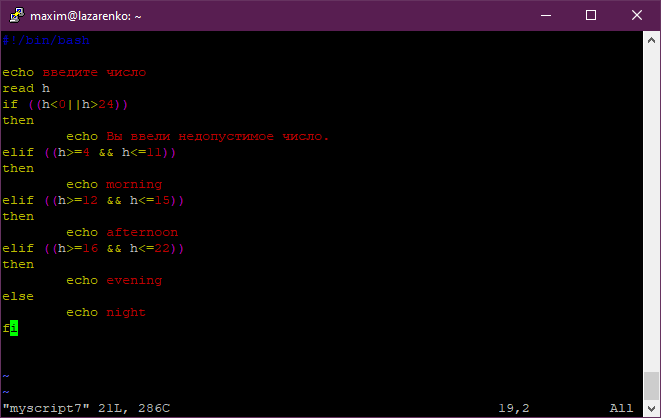 maxim@lazarenko: ~
#!/bin/bash
echo введите число
read h
if ((h<0||h>24))
then
echo Вы ввели недопустимое число.
elif ((h>=4 && h<=11))
then
echo morning
elif ((h>=12 && h<=15))
then
echo afternoon
elif ((h>=16 && h<=22))
then
echo evening
else
echo night
fi
~
~
"myscript7" 21L, 286C 19,2 All